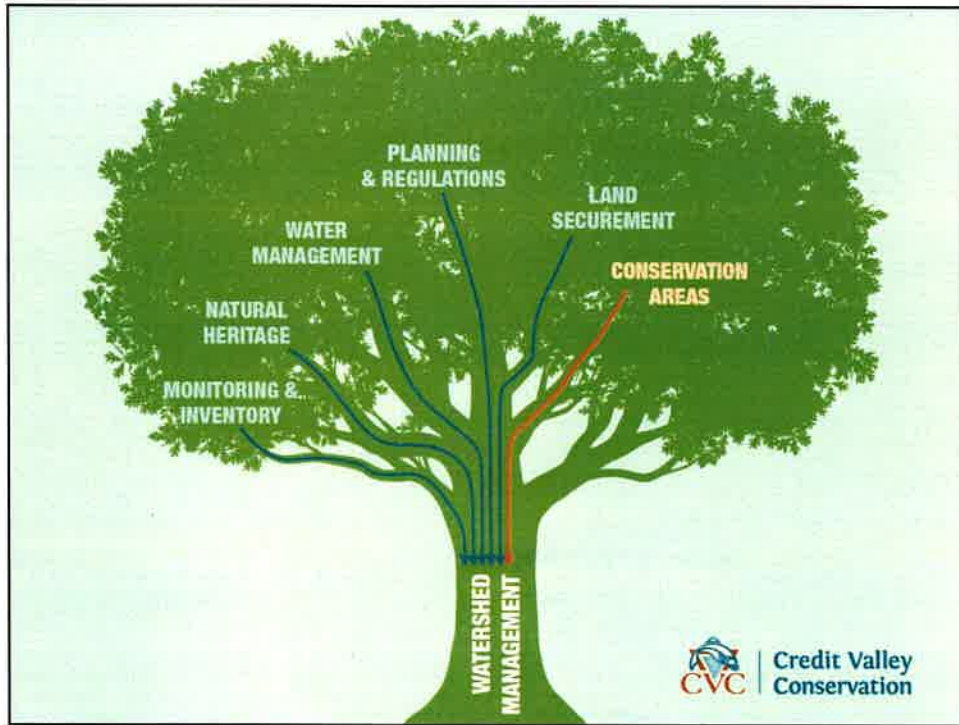 PLANNING
& REGULATIONS
LAND
SECUREMENT
WATER
MANAGEMENT
CONSERVATION
AREAS
NATURAL
HERITAGE
MONITORING &
INVENTORY
WATERSHED
MANAGEMENT
CVC
Credit Valley
Conservation